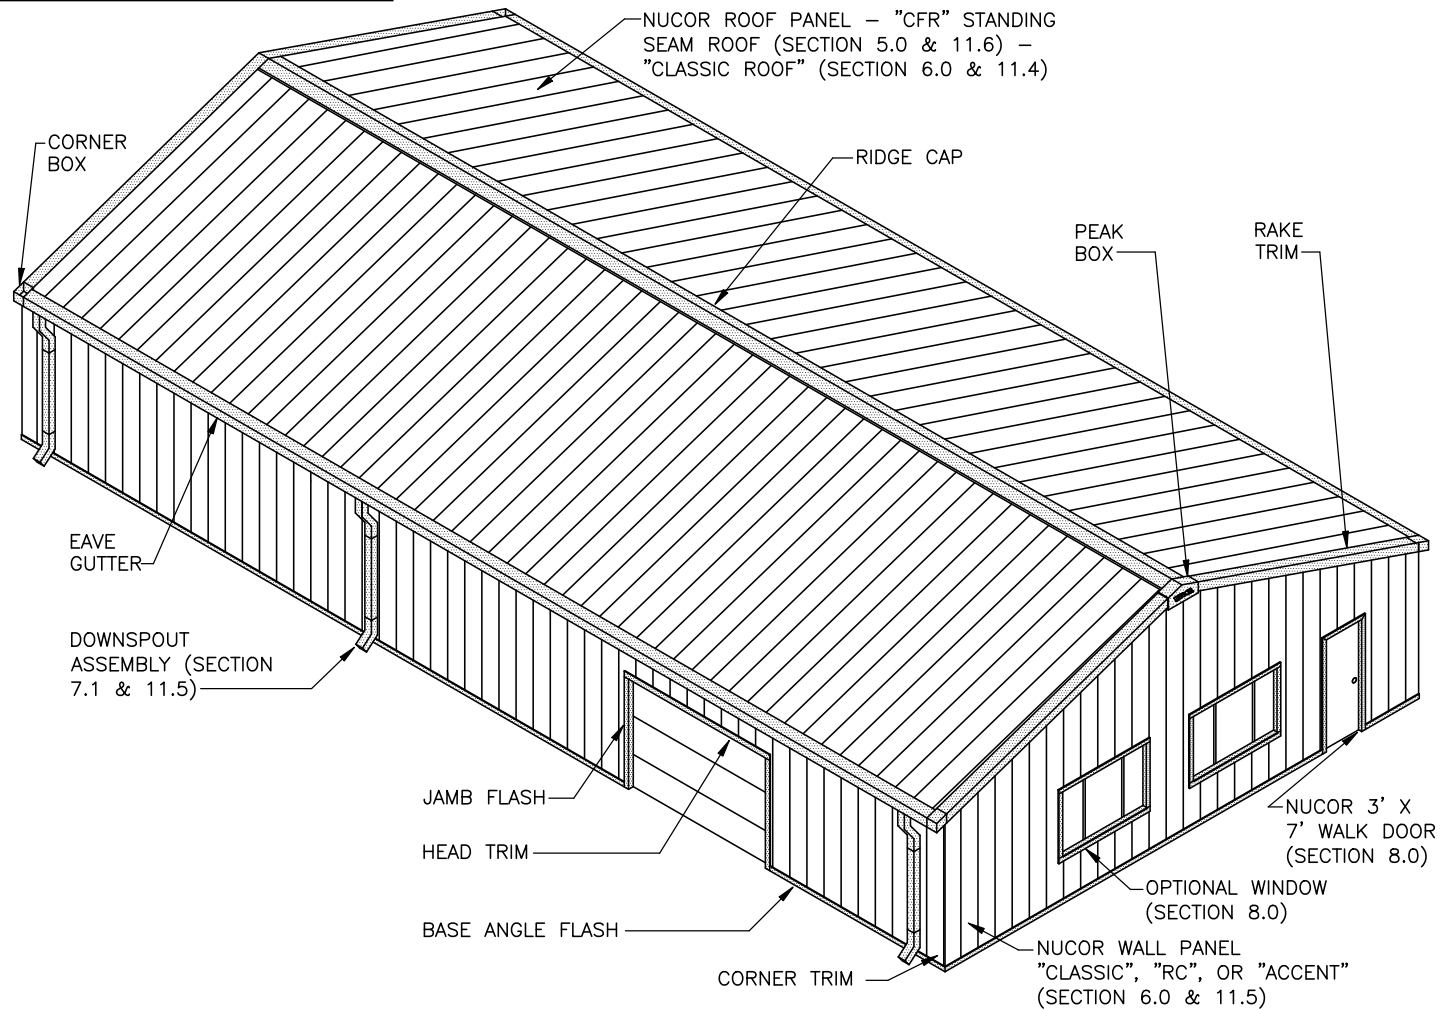 NUCOR ROOF PANEL – "CFR" STANDING
SEAM ROOF (SECTION 5.0 & 11.6) –
"CLASSIC ROOF" (SECTION 6.0 & 11.4)
CORNER
BOX
RIDGE CAP
PEAK
BOX
RAKE
TRIM
EAVE
GUTTER
DOWNSPOUT
ASSEMBLY (SECTION
7.1 & 11.5)
JAMB FLASH
HEAD TRIM
BASE ANGLE FLASH
CORNER TRIM
NUCOR 3' X
7' WALK DOOR
(SECTION 8.0)
OPTIONAL WINDOW
(SECTION 8.0)
NUCOR WALL PANEL
"CLASSIC", "RC", OR "ACCENT"
(SECTION 6.0 & 11.5)